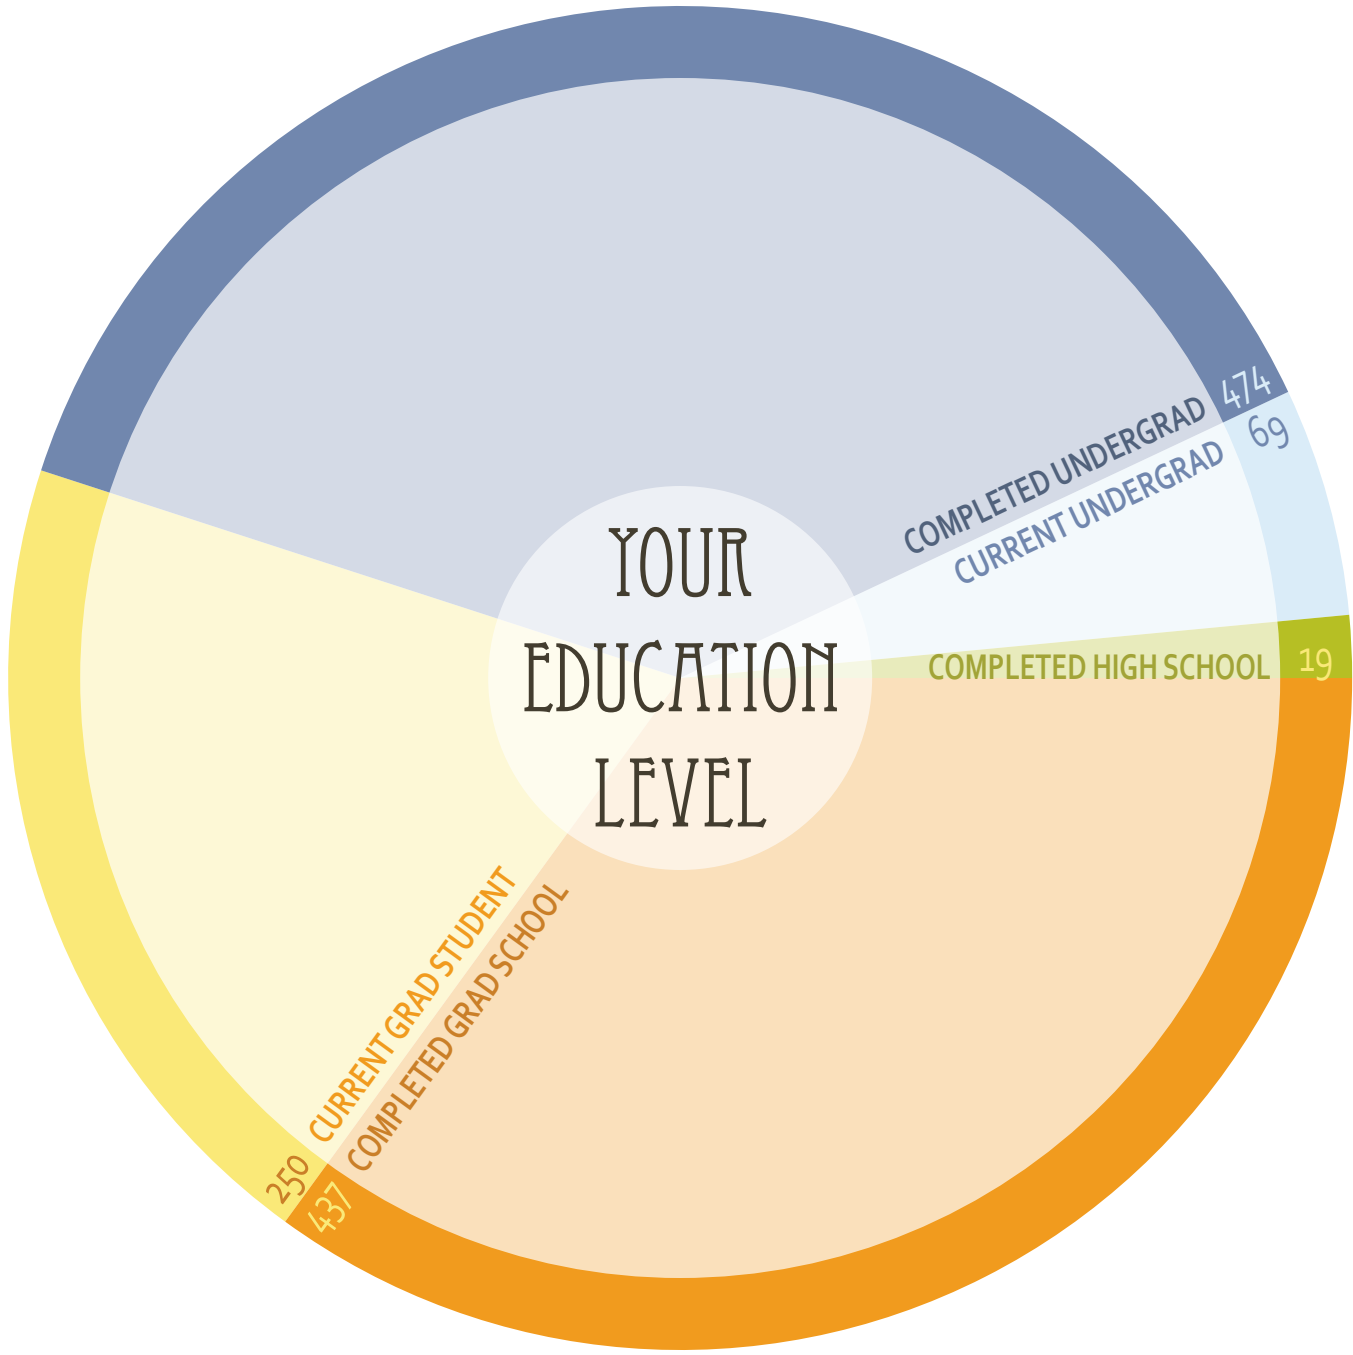 YOUR
EDUCATION
LEVEL
COMPLETED UNDERGRAD 474
CURRENT UNDERGRAD 69
COMPLETED HIGH SCHOOL 19
250 CURRENT GRAD STUDENT
437 COMPLETED GRAD SCHOOL